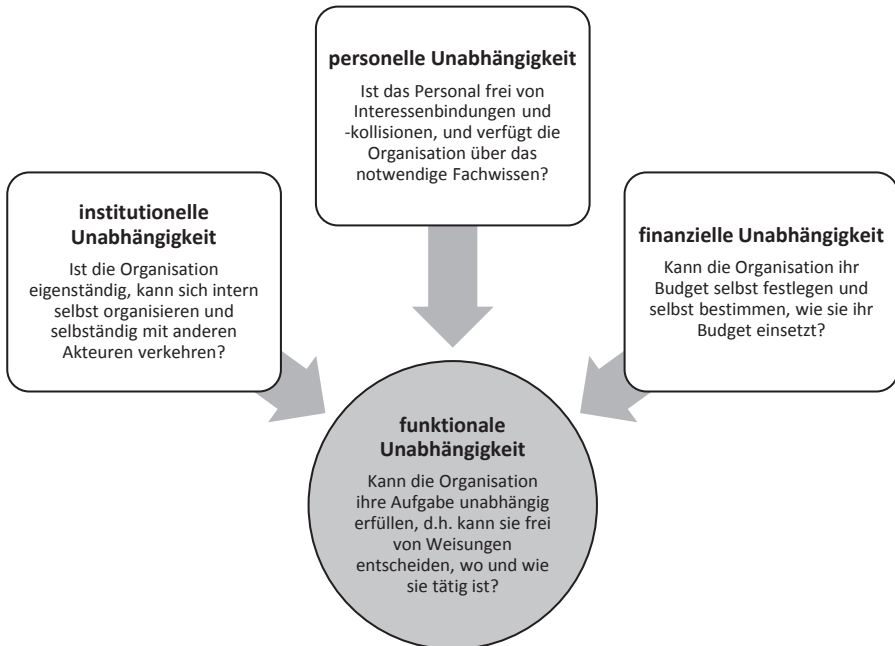 personelle Unabhängigkeit
Ist das Personal frei von
Interessenbindungen und
-kollisionen, und verfügt die
Organisation über das
notwendige Fachwissen?
institutionelle
Unabhängigkeit
Ist die Organisation
eigenständig, kann sich intern
selbst organisieren und
selbständig mit anderen
Akteuren verkehren?
finanzielle Unabhängigkeit
Kann die Organisation ihr
Budget selbst festlegen und
selbst bestimmen, wie sie ihr
Budget einsetzt?
funktionale
Unabhängigkeit
Kann die Organisation
ihre Aufgabe unabhängig
erfüllen, d.h. kann sie frei
von Weisungen
entscheiden, wo und wie
sie tätig ist?